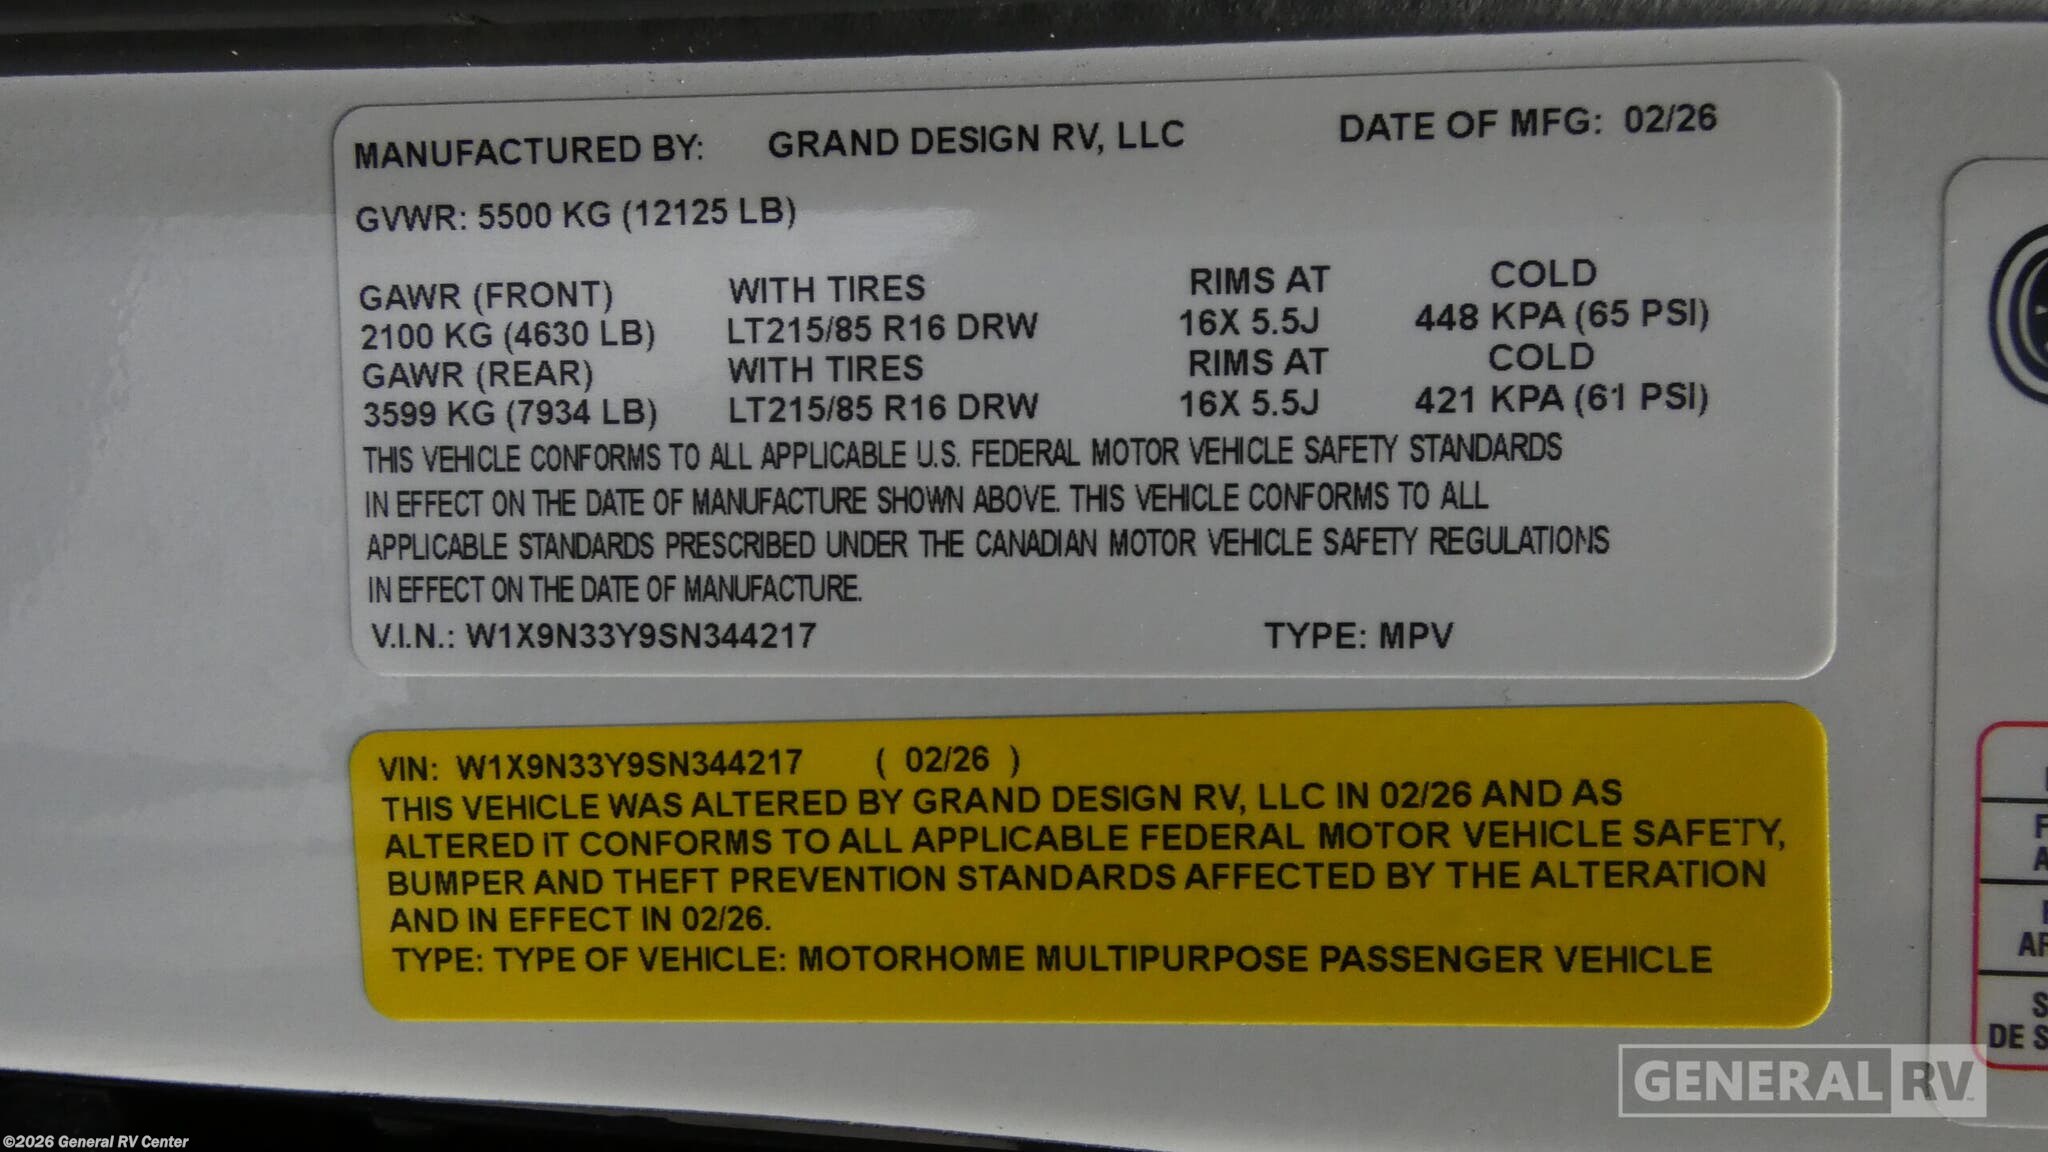 MANUFACTURED BY: GRAND DESIGN RV, LLC DATE OF MFG: 02/26
GVWR: 5500 KG (12125 LB)
GAWR (FRONT) WITH TIRES RIMS AT COLD
2100 KG (4630 LB) LT215/85 R16 DRW 16X 5.5J 448 KPA (65 PSI)
GAWR (REAR) WITH TIRES RIMS AT COLD
3599 KG (7934 LB) LT215/85 R16 DRW 16X 5.5J 421 KPA (61 PSI)
THIS VEHICLE CONFORMS TO ALL APPLICABLE U.S. FEDERAL MOTOR VEHICLE SAFETY STANDARDS
IN EFFECT ON THE DATE OF MANUFACTURE SHOWN ABOVE. THIS VEHICLE CONFORMS TO ALL
APPLICABLE STANDARDS PRESCRIBED UNDER THE CANADIAN MOTOR VEHICLE SAFETY REGULATIONS
IN EFFECT ON THE DATE OF MANUFACTURE.
V.I.N.: W1X9N33Y9SN344217 TYPE: MPV
VIN: W1X9N33Y9SN344217 ( 02/26 )
THIS VEHICLE WAS ALTERED BY GRAND DESIGN RV, LLC IN 02/26 AND AS
ALTERED IT CONFORMS TO ALL APPLICABLE FEDERAL MOTOR VEHICLE SAFETY,
BUMPER AND THEFT PREVENTION STANDARDS AFFECTED BY THE ALTERATION
AND IN EFFECT IN 02/26.
TYPE: TYPE OF VEHICLE: MOTORHOME MULTIPURPOSE PASSENGER VEHICLE
DE
GENERAL RV
©2026 General RV Center